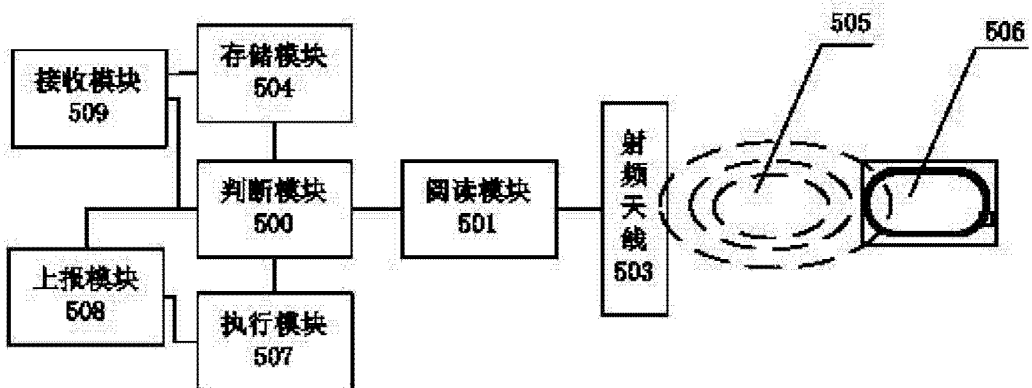 505
506
接收模块
509
存储模块
504
判断模块
500
阅读模块
501
射
频
天
线
503
上报模块
508
执行模块
507